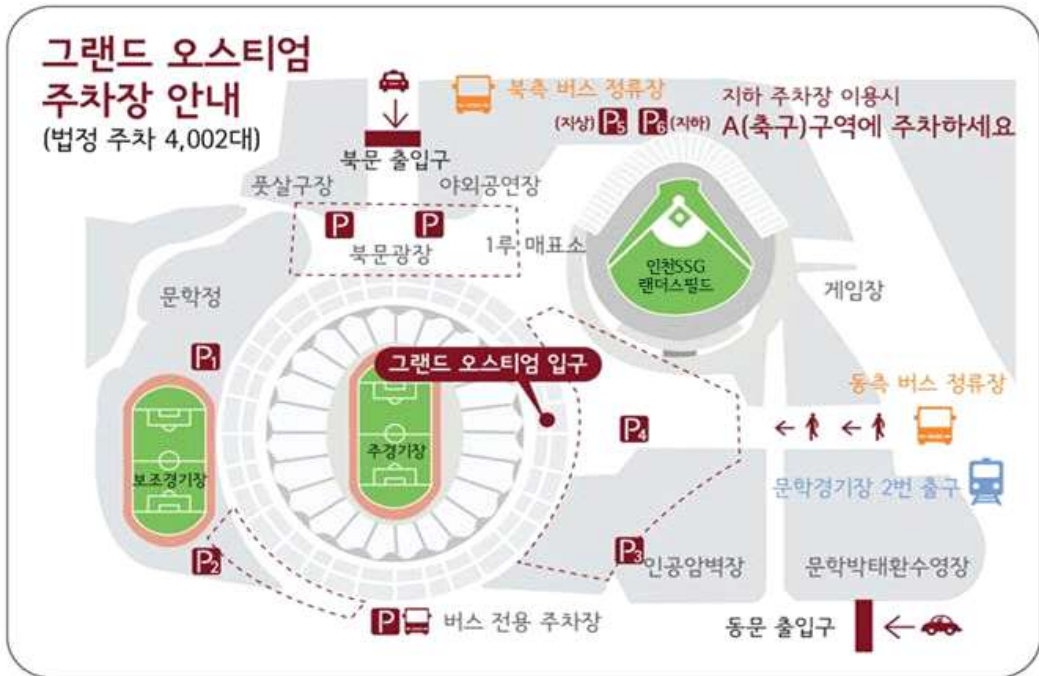 그랜드 오스티엄
주차장 안내
(법정 주차 4,002대)
북측 버스 정류장
지하 주차장 이용시
(지상) P5 P6 (지하) A(축구)구역에 주차하세요
북문 출입구
풋살구장
야외공연장
P P
북문광장
1루 매표소
인천SSG
랜더스필드
문학정
게임장
P1
그랜드 오스티엄 입구
동측 버스 정류장
P4
주경기장
보조경기장
문학경기장 2번 출구
P2
P3
인공암벽장
문학박태환수영장
P 버스 전용 주차장
동문 출입구